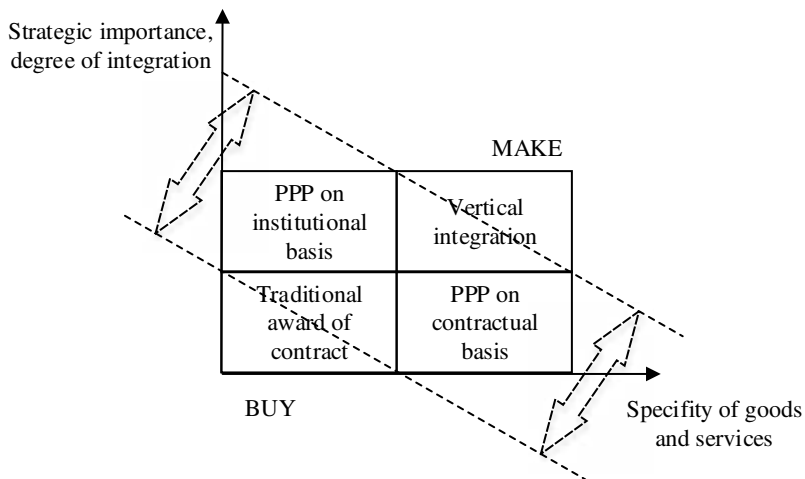 Strategic importance,
degree of integration
MAKE
PPP on
institutional
basis
Vertical
integration
Traditional
award of
contract
PPP on
contractual
basis
BUY
Specifity of goods
and services